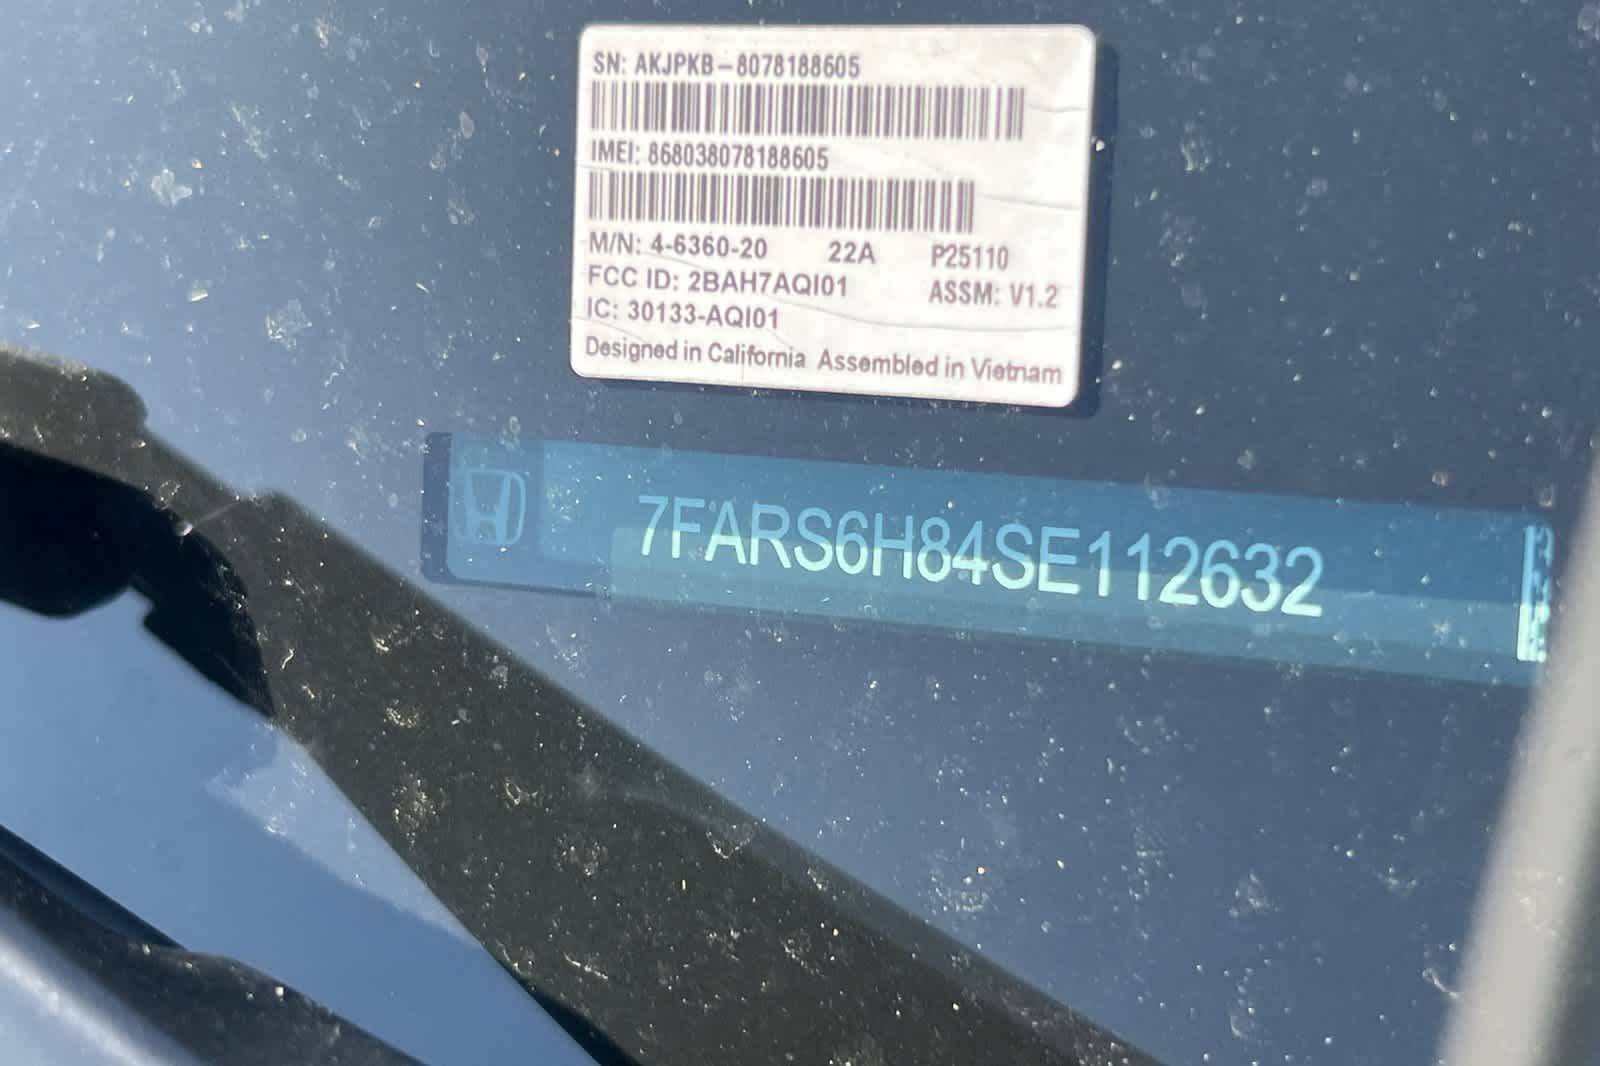 SN: AKJPKB-8078188605
IMEI: 868038078188605
M/N: 4-6360-20 22A P25110
FCC ID: 2BAH7AQI01 ASSM: V1.2
IC: 30133-AQI01
Designed in California Assembled in Vietnam
7FARS6H84SE112632